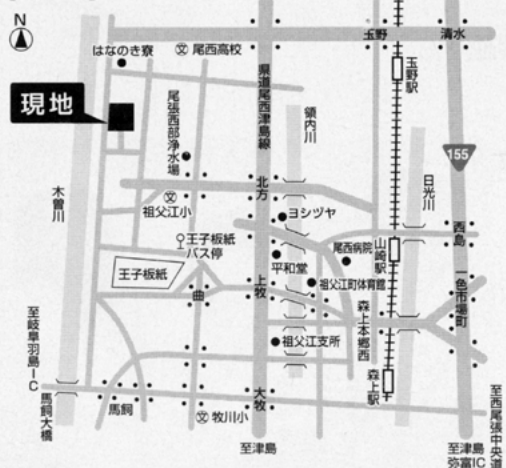 N
はなのき寮
文 尾西高校
玉野
清水
現地
尾張西部浄水場
県道尾西津島線
領内川
玉野駅
155
日光川
木曽川
北方
文
祖父江小
ヨシヅヤ
西島
王子板紙
バス停
尾西病院
山崎駅
平和堂
王子板紙
上牧
祖父江町体育館
一色市場町
曲
森上本郷西
祖父江支所
至岐阜羽島IC
馬飼大橋
森上駅
馬飼
大牧
文 牧川小
至西尾張中央道
至津島
至津島
弥富IC